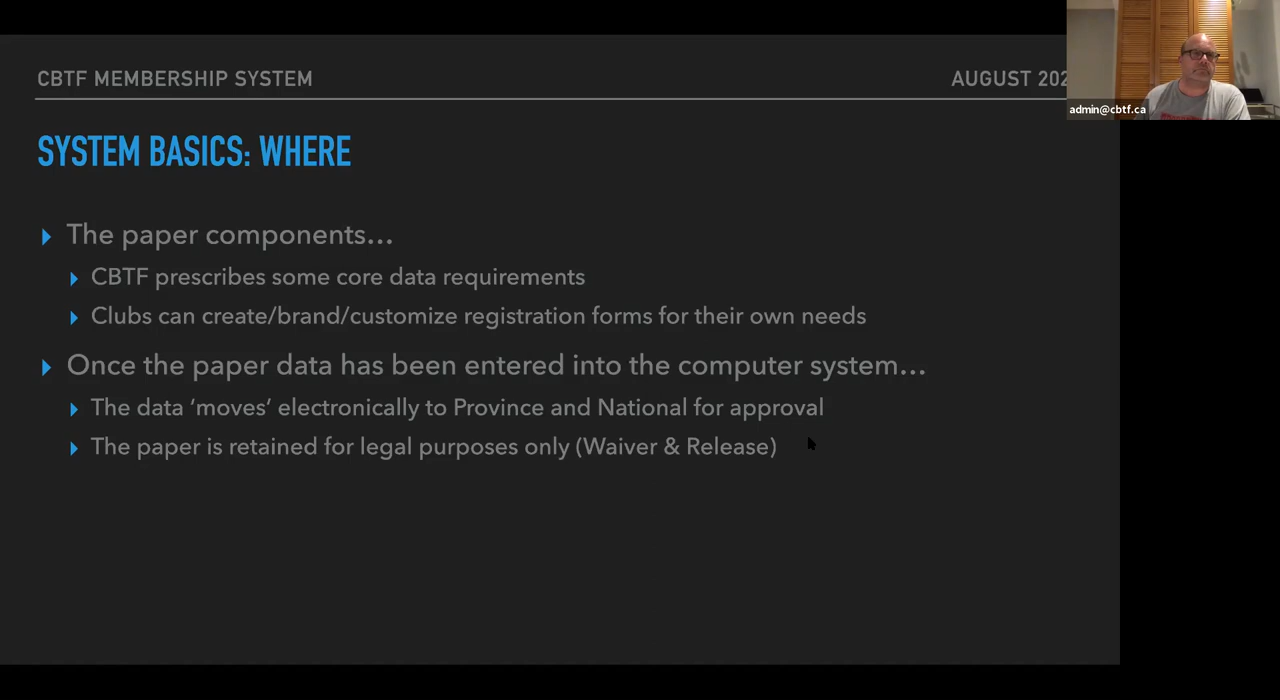 CBTF MEMBERSHIP SYSTEM
AUGUST 202
admin@cbtf.ca
SYSTEM BASICS: WHERE
The paper components…
CBTF prescribes some core data requirements
Clubs can create/brand/customize registration forms for their own needs
Once the paper data has been entered into the computer system…
The data ‘moves‘ electronically to Province and National for approval
The paper is retained for legal purposes only (Waiver & Release)